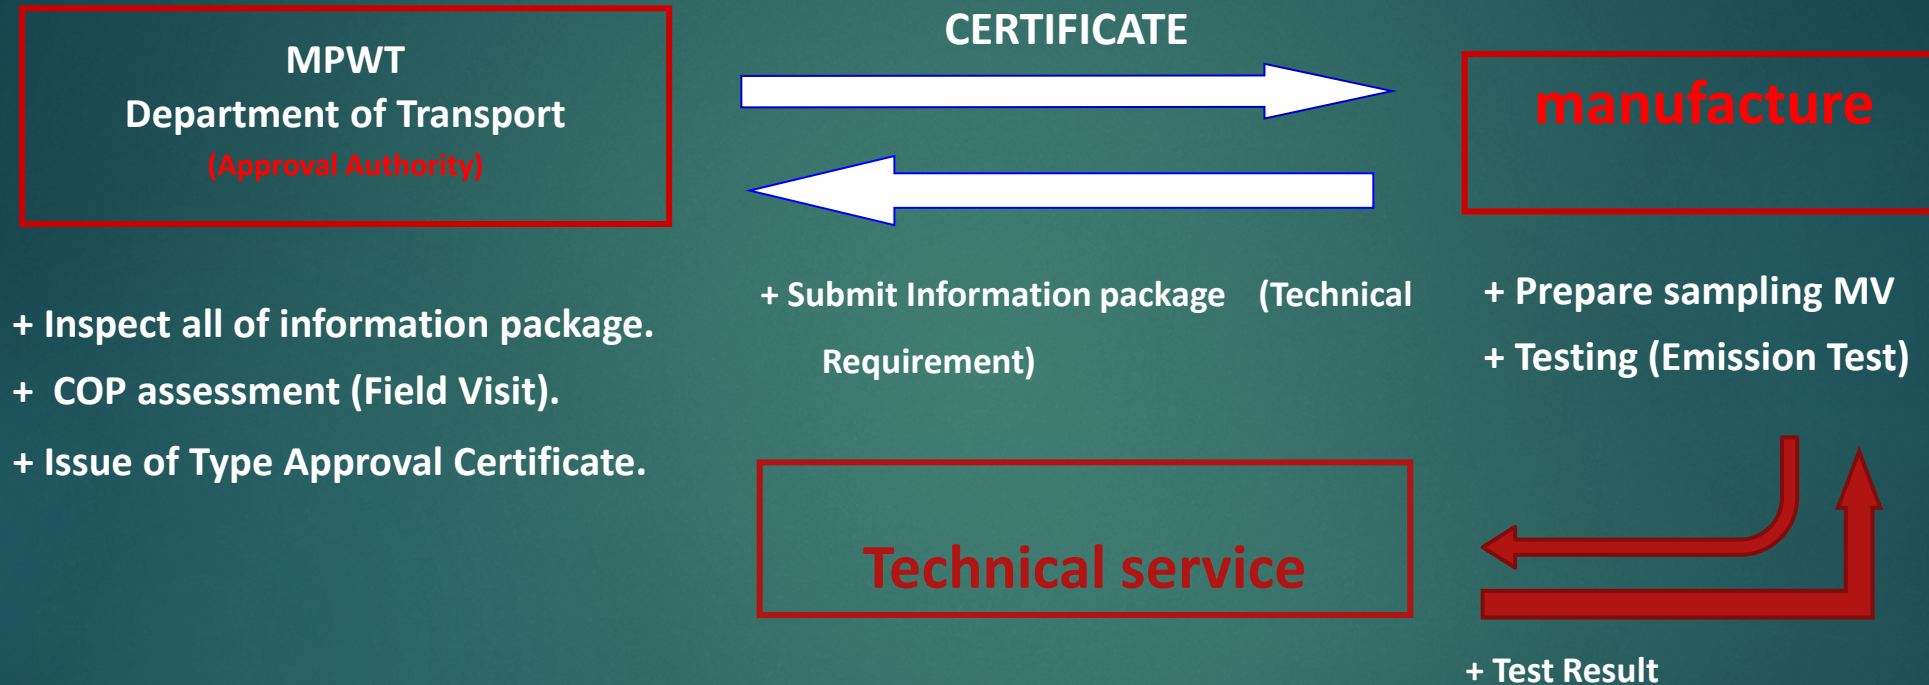 MPWT
Department of Transport
(Approval Authority)
CERTIFICATE
manufacture
+ Inspect all of information package.
+ COP assessment (Field Visit).
+ Issue of Type Approval Certificate.
+ Submit Information package (Technical
Requirement)
+ Prepare sampling MV
+ Testing (Emission Test)
Technical service
+ Test Result